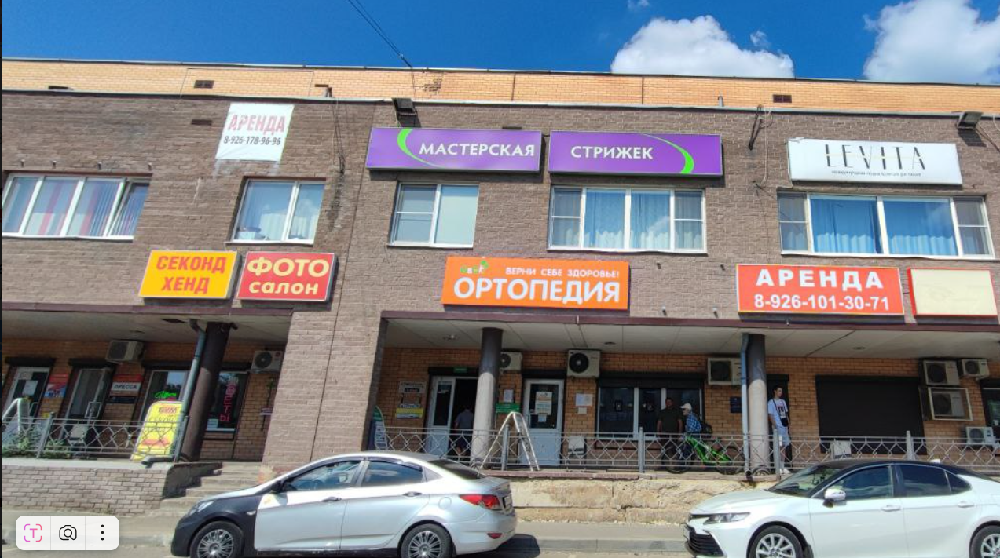 АРЕНДА
8-926-178-96-96
МАСТЕРСКАЯ
СТРИЖЕК
LEVITA
СЕКОНД
ХЕНД
ФОТО
салон
ВЕРНИ СЕБЕ ЗДОРОВЬЕ!
ОРТОПЕДИЯ
АРЕНДА
8-926-101-30-71
ПРЕССА